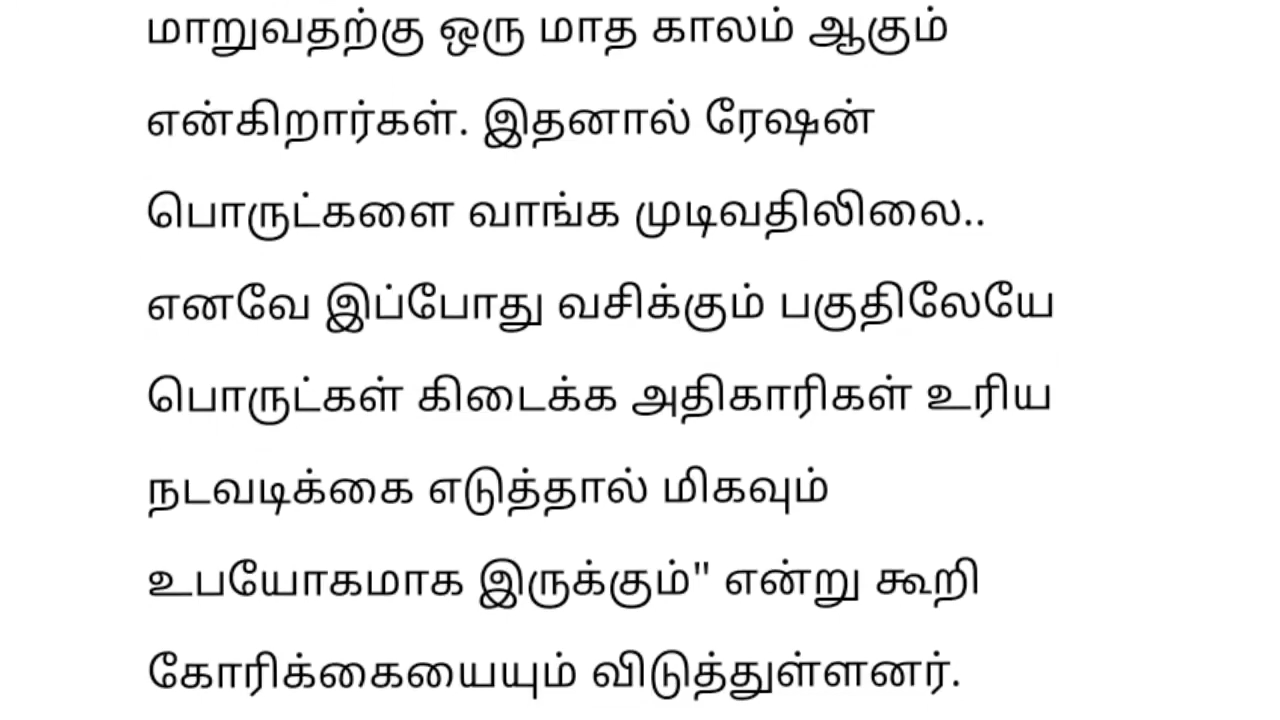 மாறுவதற்கு ஒரு மாத காலம் ஆகும்
என்கிறார்கள். இதனால் ரேஷன்
பொருட்களை வாங்க முடிவதிலிலை..
எனவே இப்போது வசிக்கும் பகுதிலேயே
பொருட்கள் கிடைக்க அதிகாரிகள் உரிய
நடவடிக்கை எடுத்தால் மிகவும்
உபயோகமாக இருக்கும்" என்று கூறி
கோரிக்கையையும் விடுத்துள்ளனர்.